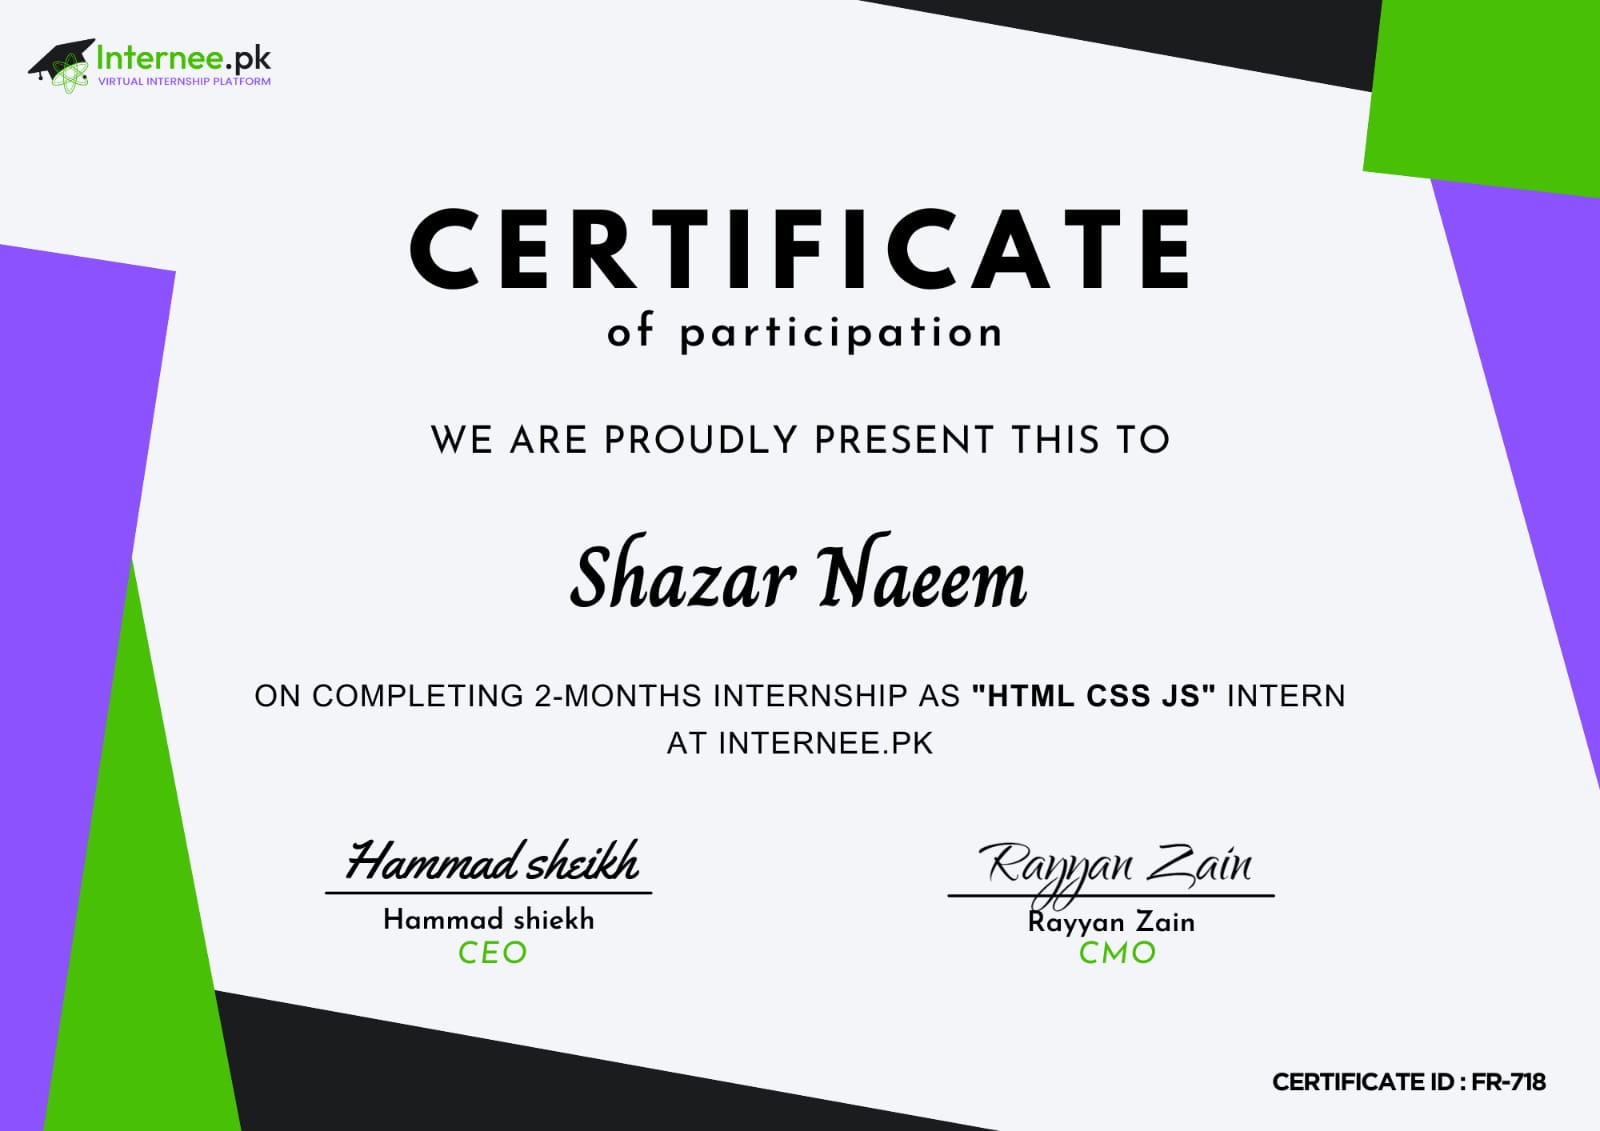 Internee.pk
VIRTUAL INTERNSHIP PLATFORM
CERTIFICATE
of participation
WE ARE PROUDLY PRESENT THIS TO
Shazar Naeem
ON COMPLETING 2-MONTHS INTERNSHIP AS "HTML CSS JS" INTERN
AT INTERNEE.PK
Hammad sheikh
Hammad shiekh
CEO
Rayyan Zain
Rayyan Zain
CMO
CERTIFICATE ID : FR-718